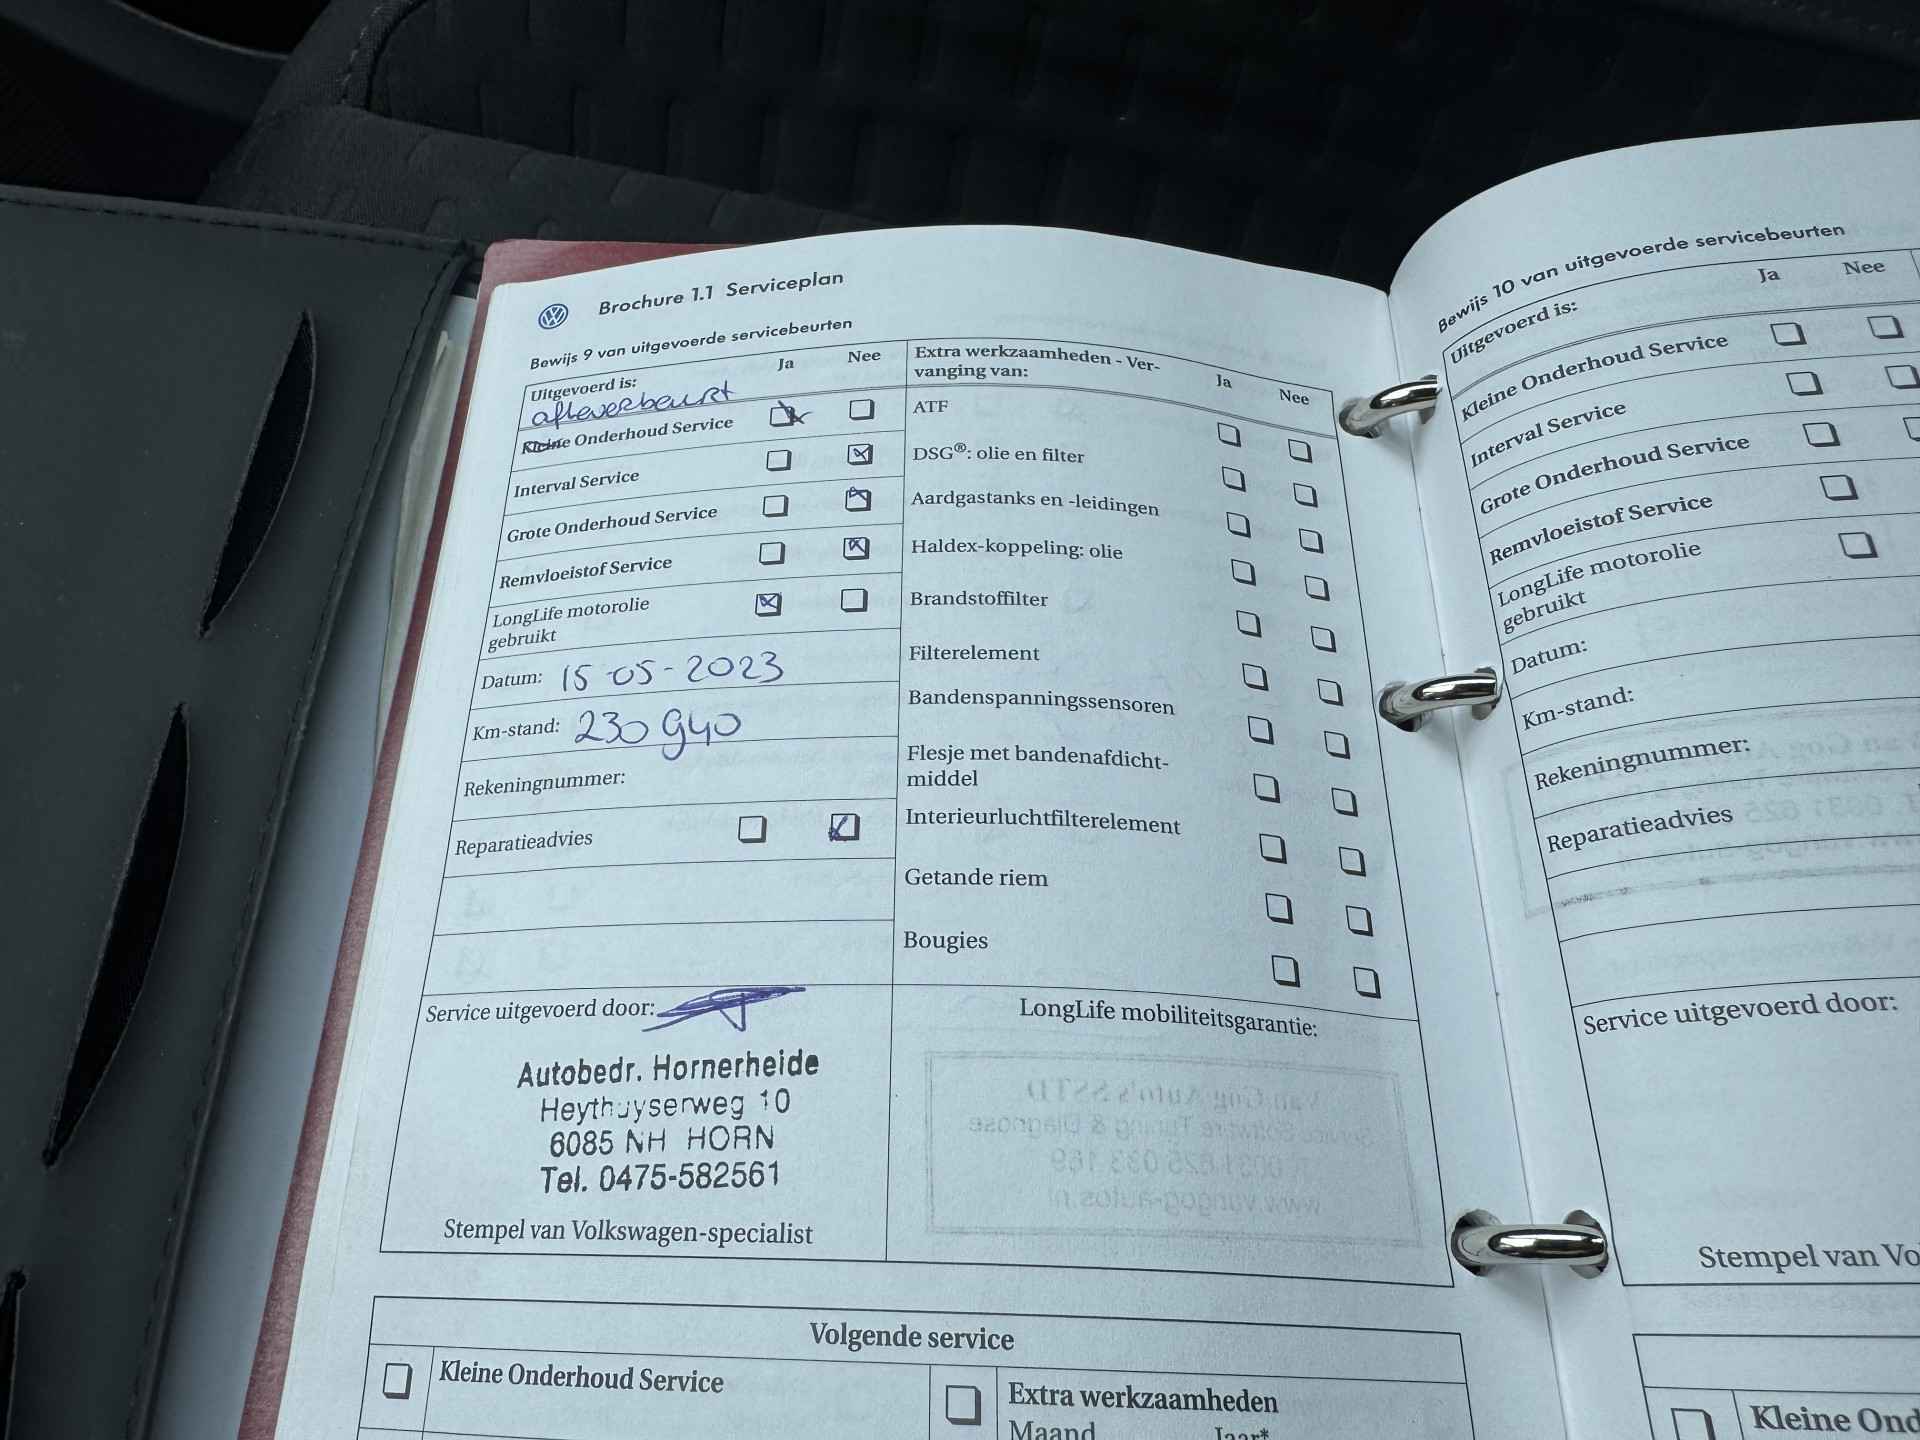 Brochure 1.1 Serviceplan
Bewijs 9 van uitgevoerde servicebeurten
Uitgevoerd is:
Ja
Nee
afleverbeurt
Kleine Onderhoud Service
Interval Service
Grote Onderhoud Service
Remvloeistof Service
LongLife motorolie
gebruikt
Datum: 15-05-2023
Km-stand: 230 940
Rekeningnummer:
Reparatieadvies
Extra werkzaamheden - Ver-
vanging van:
Ja
Nee
ATF
DSG®: olie en filter
Aardgastanks en -leidingen
Haldex-koppeling: olie
Brandstoffilter
Filterelement
Bandenspanningssensoren
Flesje met bandenafdicht-
middel
Interieurluchtfilterelement
Getande riem
Bougies
Service uitgevoerd door:
Autobedr. Hornerheide
Heythuyserweg 10
6085 NH HORN
Tel. 0475-582561
Stempel van Volkswagen-specialist
LongLife mobiliteitsgarantie:
Volgende service
Kleine Onderhoud Service
Extra werkzaamheden
Maand Jaar*
Bewijs 10 van uitgevoerde servicebeurten
Uitgevoerd is:
Ja
Nee
Kleine Onderhoud Service
Interval Service
Grote Onderhoud Service
Remvloeistof Service
LongLife motorolie
gebruikt
Datum:
Km-stand:
Rekeningnummer:
Reparatieadvies
Service uitgevoerd door:
Stempel van Vo
Kleine Ond